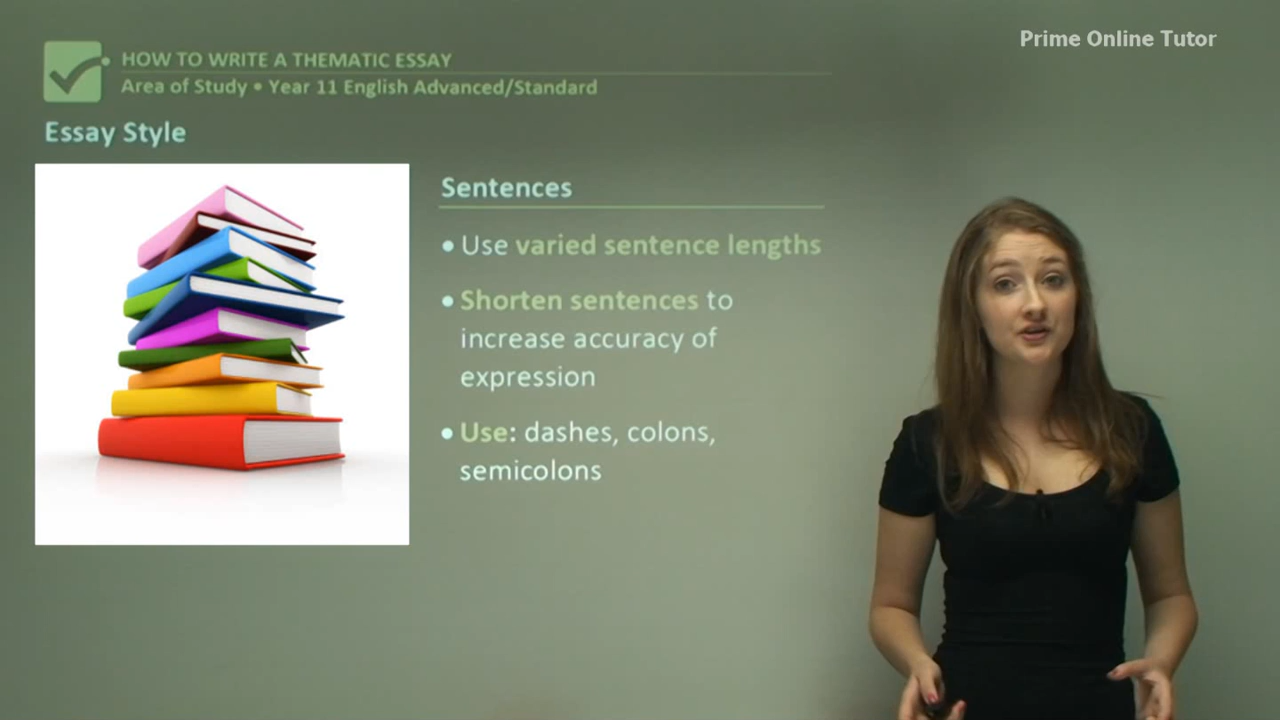 Prime Online Tutor
HOW TO WRITE A THEMATIC ESSAY
Area of Study • Year 11 English Advanced/Standard
Essay Style
Sentences
• Use varied sentence lengths
• Shorten sentences to
increase accuracy of
expression
• Use: dashes, colons,
semicolons